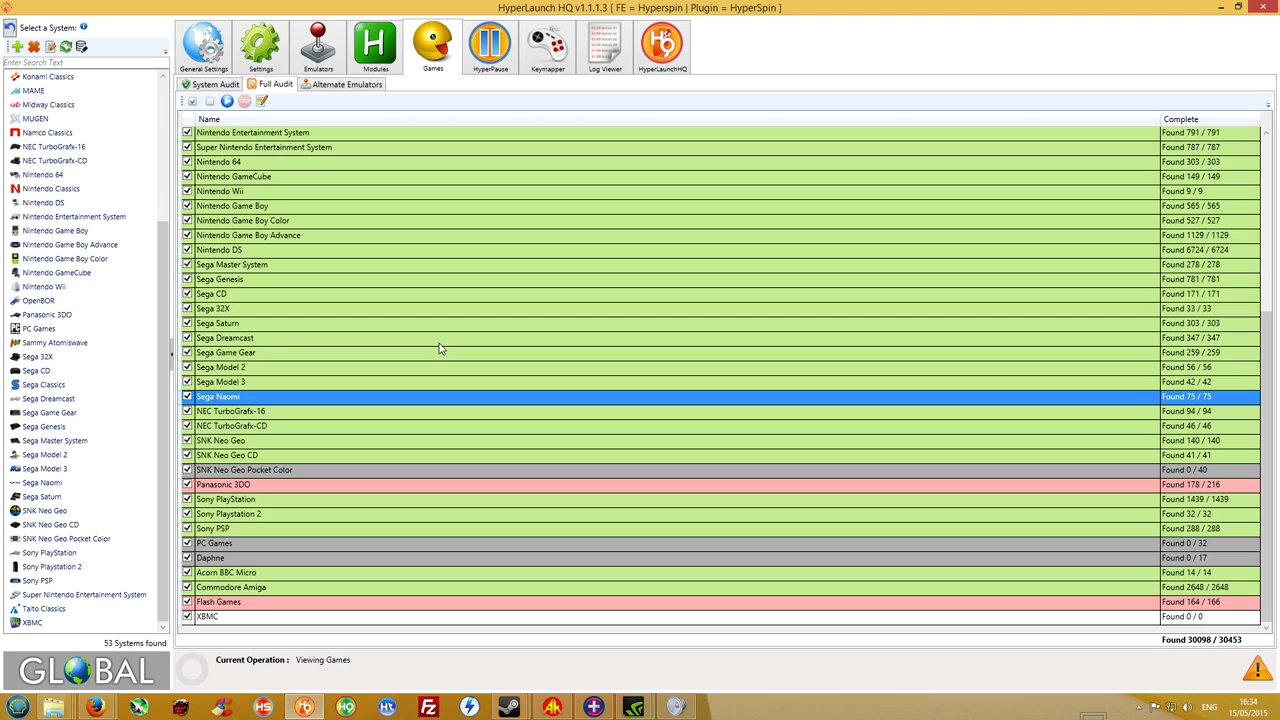 HyperLaunch HQ v1.1.1.3 [ FE = Hyperspin | Plugin = HyperSpin ]
Select a System:
General Settings
Settings
Emulators
Modules
Games
HyperPause
Keymapper
Log Viewer
HyperLaunchHQ
Enter Search Text
System Audit
Full Audit
Alternate Emulators
Konami Classics
MAME
Midway Classics
MUGEN
Namco Classics
NEC TurboGrafx-16
NEC TurboGrafx-CD
Nintendo 64
Nintendo Classics
Nintendo DS
Nintendo Entertainment System
Nintendo Game Boy
Nintendo Game Boy Advance
Nintendo Game Boy Color
Nintendo GameCube
Nintendo Wii
OpenBOR
Panasonic 3DO
PC Games
Sammy Atomiswave
Sega 32X
Sega CD
Sega Classics
Sega Dreamcast
Sega Game Gear
Sega Genesis
Sega Master System
Sega Model 2
Sega Model 3
Sega Naomi
Sega Saturn
SNK Neo Geo
SNK Neo Geo CD
SNK Neo Geo Pocket Color
Sony PlayStation
Sony Playstation 2
Sony PSP
Super Nintendo Entertainment System
Taito Classics
XBMC
53 Systems found
GLOBAL
Name Complete
Nintendo Entertainment System Found 791 / 791
Super Nintendo Entertainment System Found 787 / 787
Nintendo 64 Found 303 / 303
Nintendo GameCube Found 149 / 149
Nintendo Wii Found 9 / 9
Nintendo Game Boy Found 565 / 565
Nintendo Game Boy Color Found 527 / 527
Nintendo Game Boy Advance Found 1129 / 1129
Nintendo DS Found 6724 / 6724
Sega Master System Found 278 / 278
Sega Genesis Found 781 / 781
Sega CD Found 171 / 171
Sega 32X Found 33 / 33
Sega Saturn Found 303 / 303
Sega Dreamcast Found 347 / 347
Sega Game Gear Found 259 / 259
Sega Model 2 Found 56 / 56
Sega Model 3 Found 42 / 42
Sega Naomi Found 75 / 75
NEC TurboGrafx-16 Found 94 / 94
NEC TurboGrafx-CD Found 46 / 46
SNK Neo Geo Found 140 / 140
SNK Neo Geo CD Found 41 / 41
SNK Neo Geo Pocket Color Found 0 / 40
Panasonic 3DO Found 178 / 216
Sony PlayStation Found 1439 / 1439
Sony Playstation 2 Found 32 / 32
Sony PSP Found 288 / 288
PC Games Found 0 / 32
Daphne Found 0 / 17
Acorn BBC Micro Found 14 / 14
Commodore Amiga Found 2648 / 2648
Flash Games Found 164 / 166
XBMC Found 0 / 0
Found 30098 / 30453
Current Operation : Viewing Games
ENG
16:34
15/05/2015